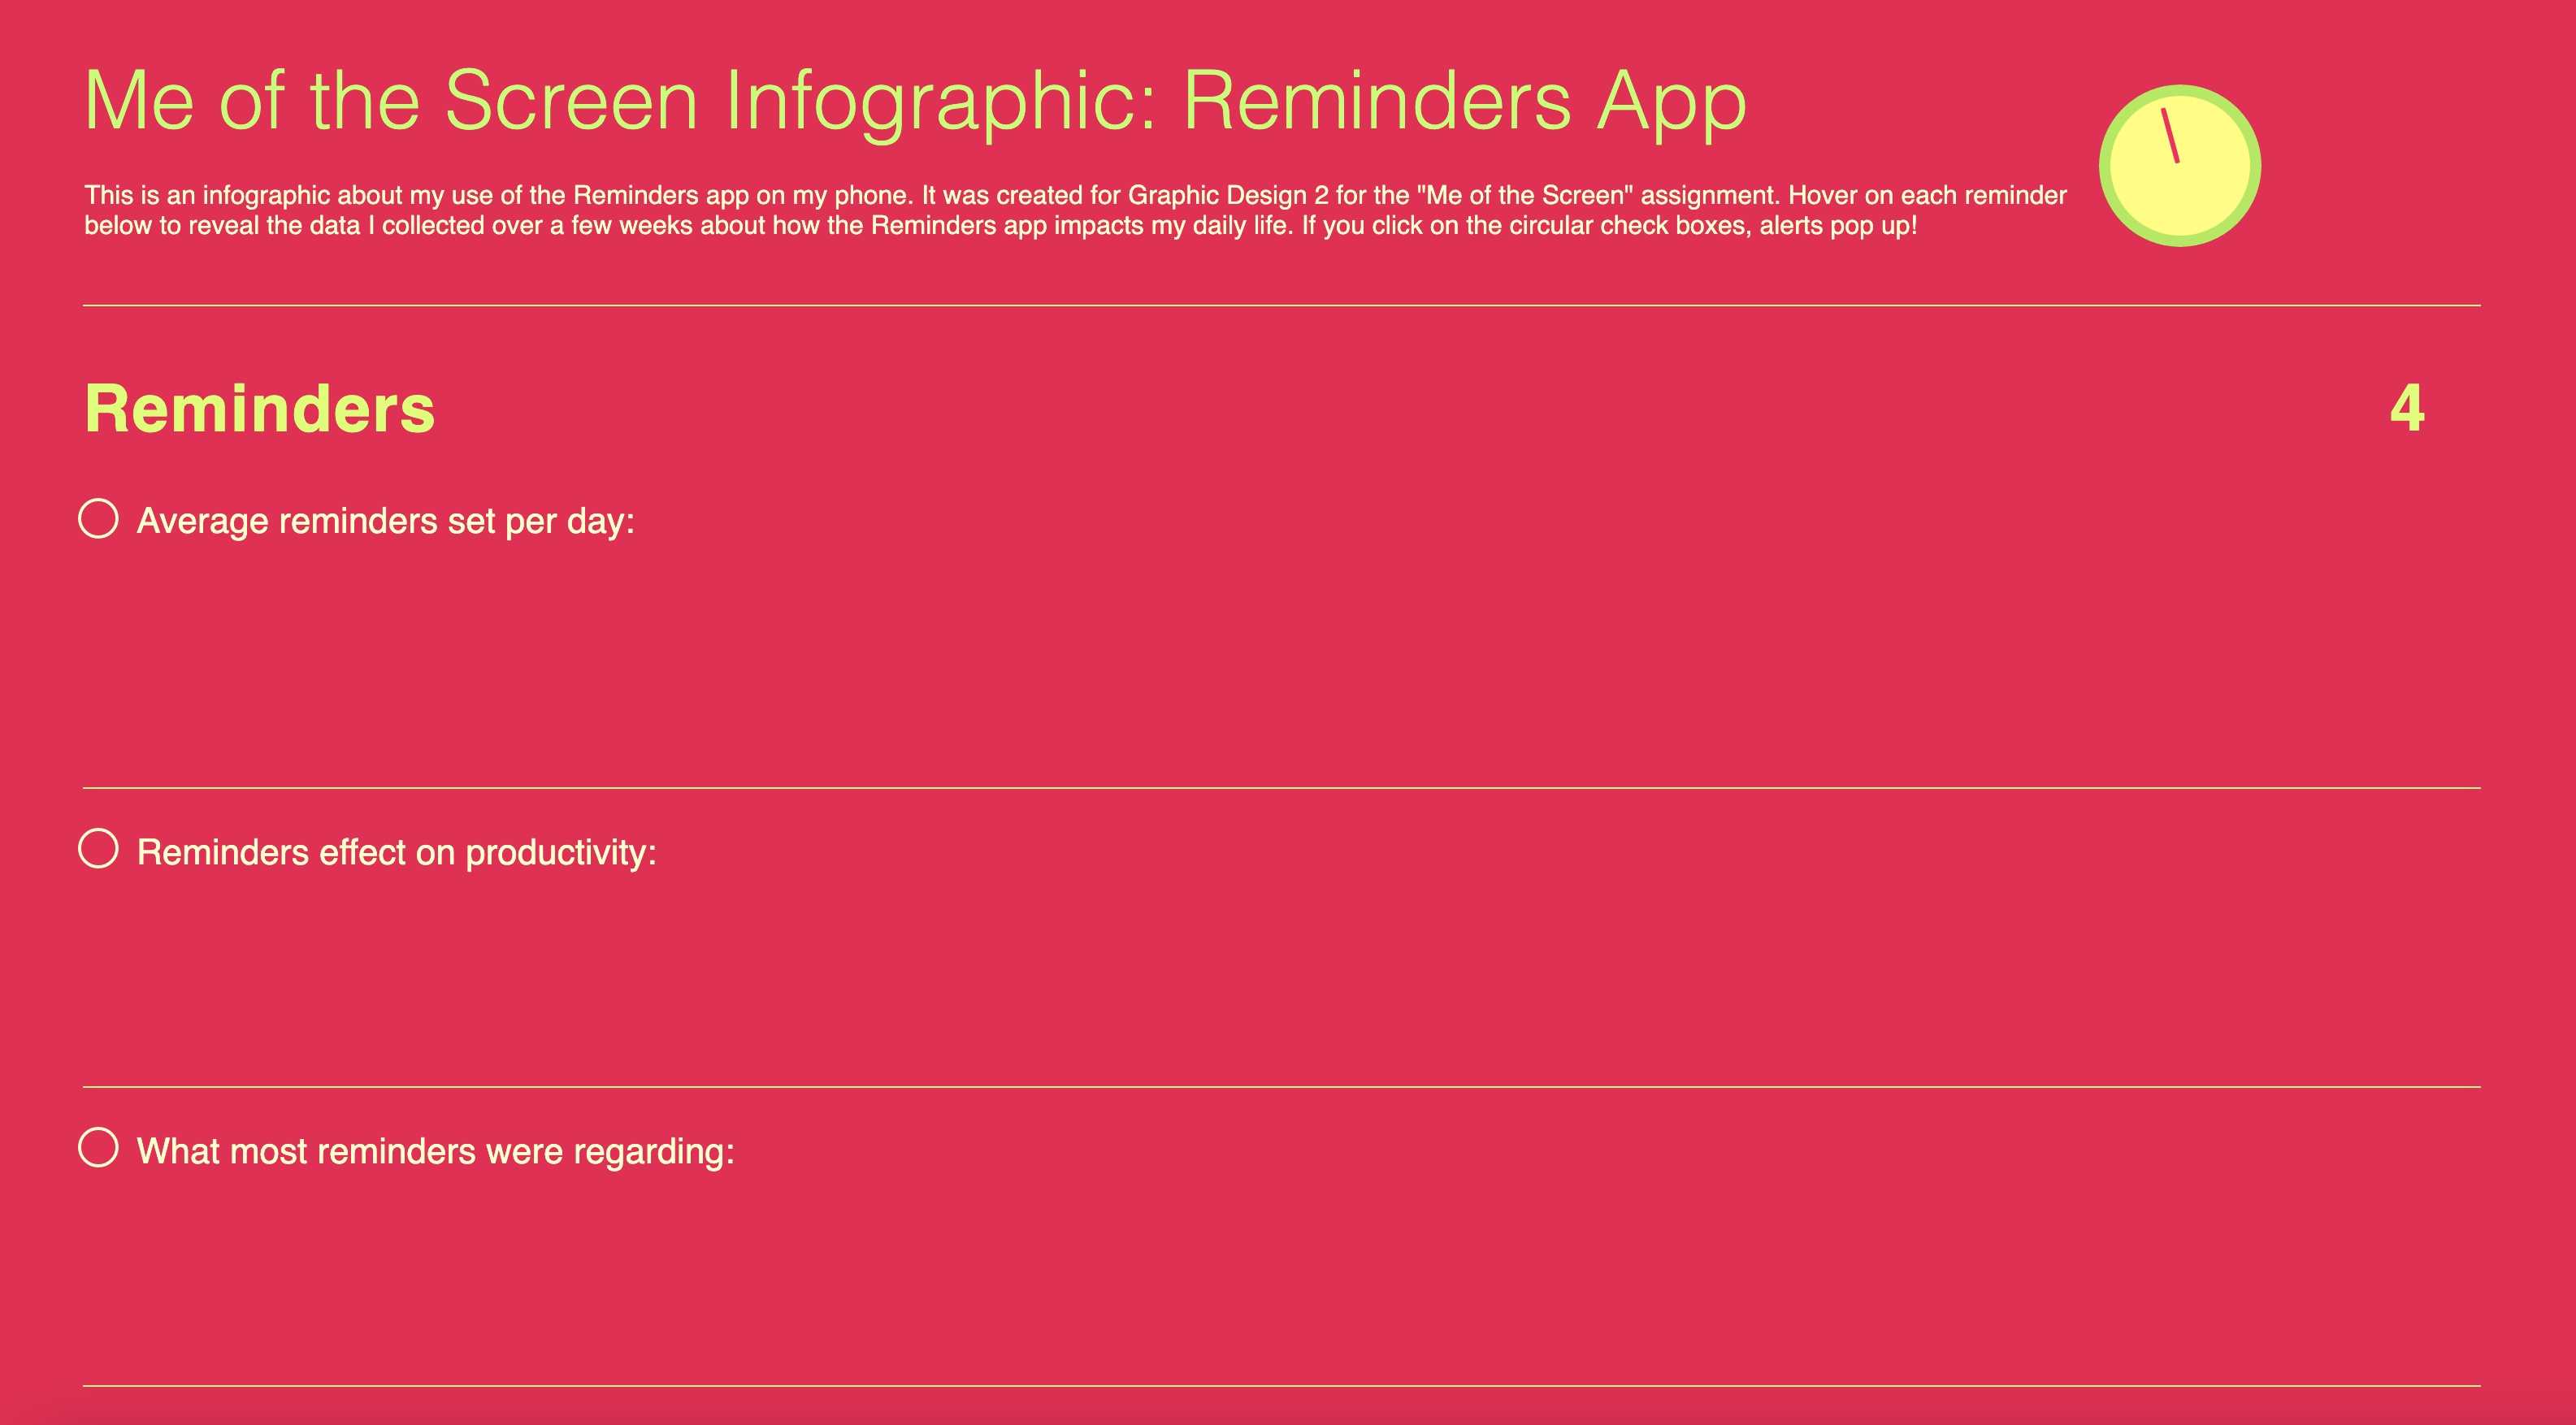 Me of the Screen Infographic: Reminders App
This is an infographic about my use of the Reminders app on my phone. It was created for Graphic Design 2 for the "Me of the Screen" assignment. Hover on each reminder
below to reveal the data I collected over a few weeks about how the Reminders app impacts my daily life. If you click on the circular check boxes, alerts pop up!
Reminders 4
Average reminders set per day:
Reminders effect on productivity:
What most reminders were regarding: